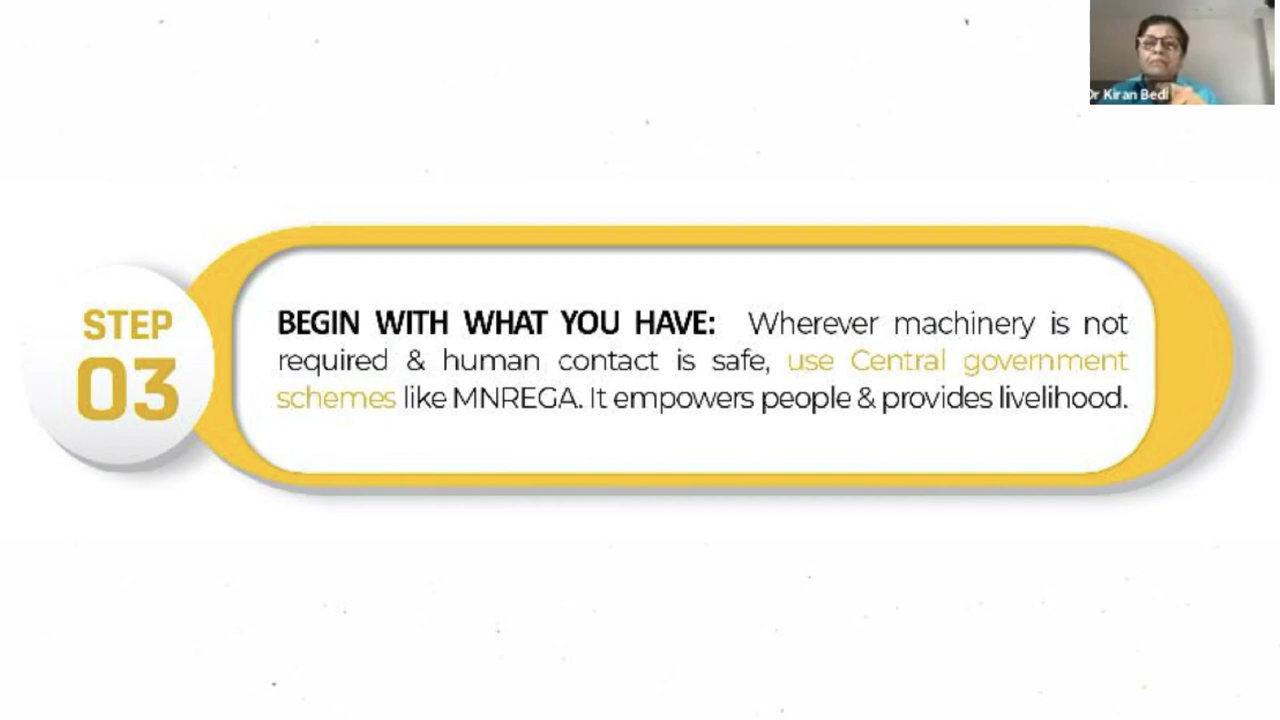 Dr Kiran Bedi
STEP
03
BEGIN WITH WHAT YOU HAVE: Wherever machinery is not
required & human contact is safe, use Central government
schemes like MNREGA. It empowers people & provides livelihood.